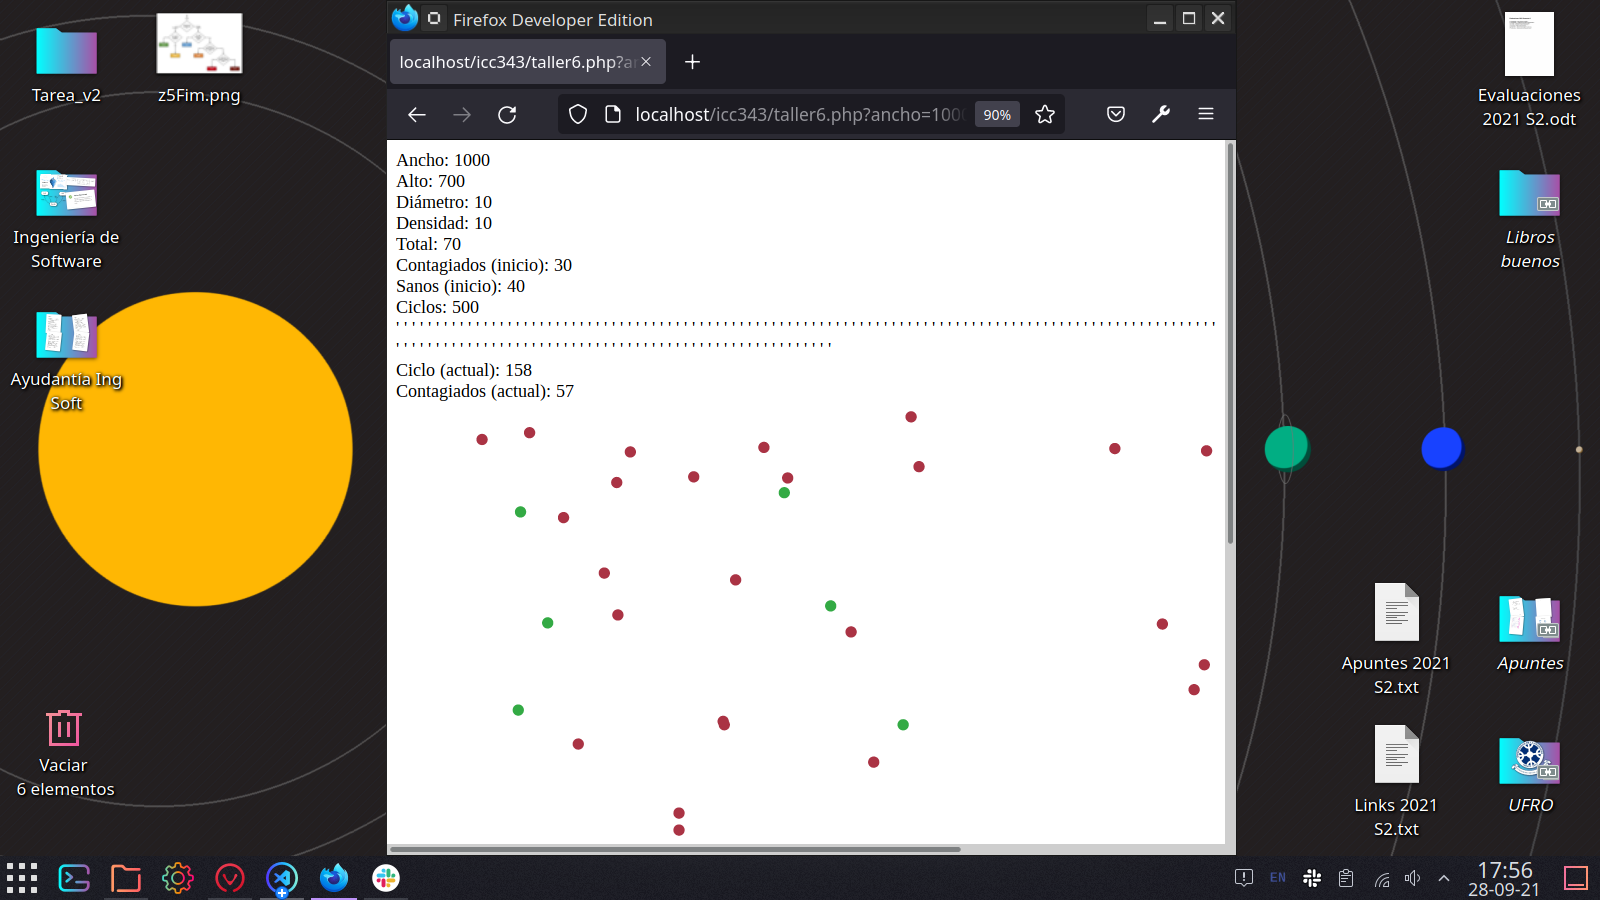 Firefox Developer Edition
localhost/icc343/taller6.php?an
localhost/icc343/taller6.php?ancho=1000
90%
Ancho: 1000
Alto: 700
Diámetro: 10
Densidad: 10
Total: 70
Contagiados (inicio): 30
Sanos (inicio): 40
Ciclos: 500
Ciclo (actual): 158
Contagiados (actual): 57
Tarea_v2
z5Fim.png
Ingeniería de
Software
Ayudantía Ing
Soft
Vaciar
6 elementos
Evaluaciones
2021 S2.odt
Libros
buenos
Apuntes 2021
S2.txt
Apuntes
Links 2021
S2.txt
UFRO
EN
17:56
28-09-21